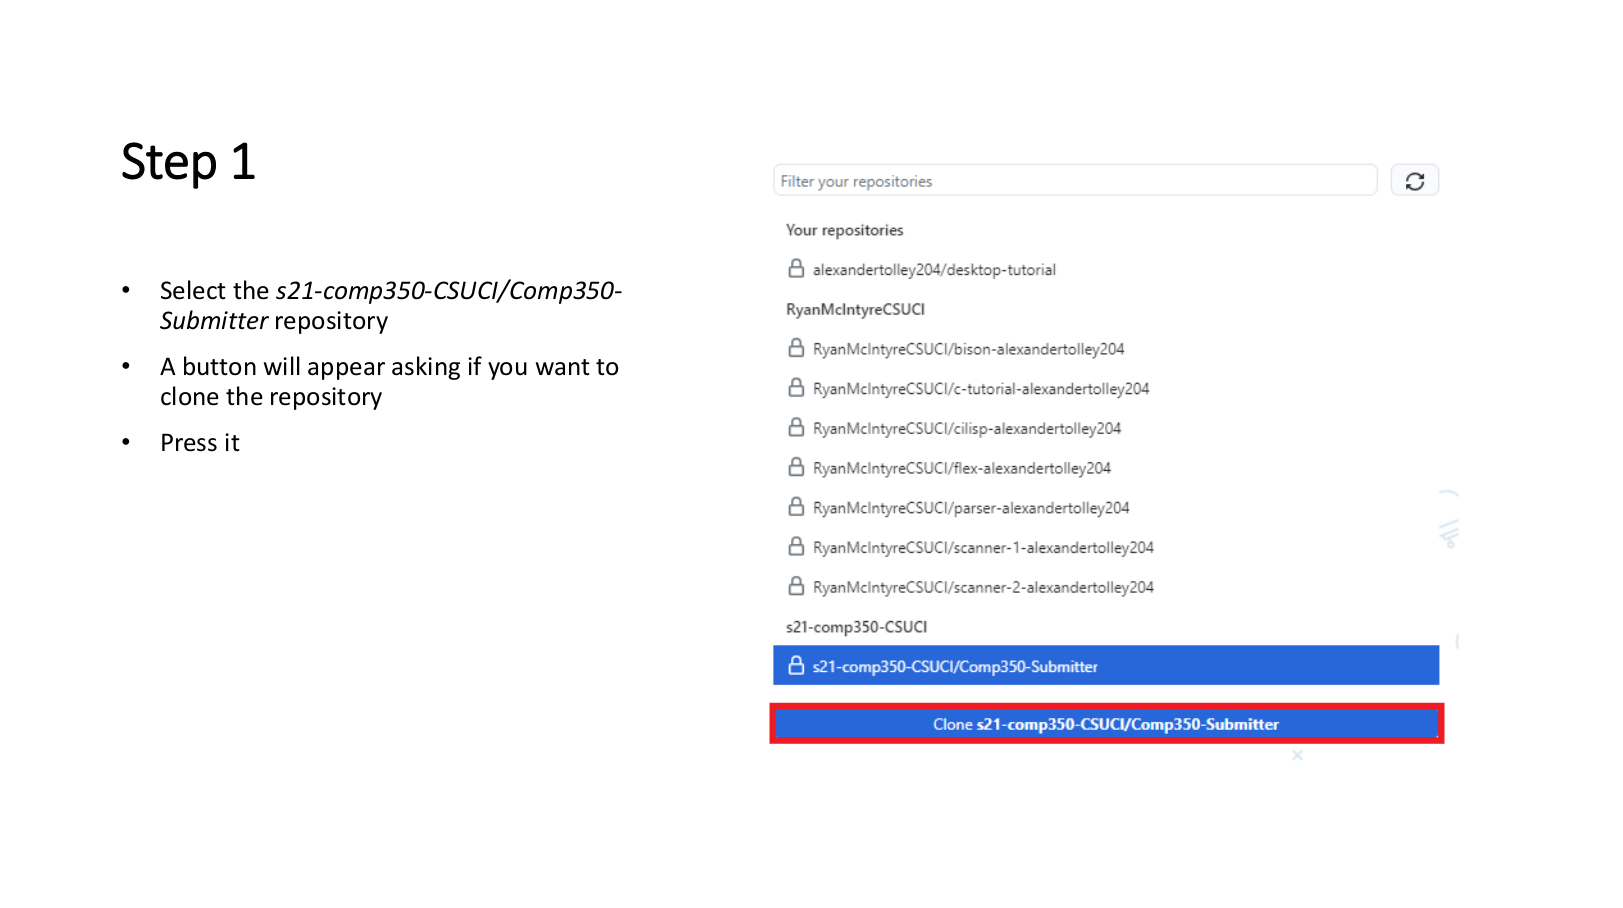 Step 1
• Select the s21-comp350-CSUCI/Comp350-
Submitter repository
• A button will appear asking if you want to
clone the repository
• Press it
Filter your repositories
Your repositories
alexandertolley204/desktop-tutorial
RyanMcIntyreCSUCI
RyanMcIntyreCSUCI/bison-alexandertolley204
RyanMcIntyreCSUCI/c-tutorial-alexandertolley204
RyanMcIntyreCSUCI/cilisp-alexandertolley204
RyanMcIntyreCSUCI/flex-alexandertolley204
RyanMcIntyreCSUCI/parser-alexandertolley204
RyanMcIntyreCSUCI/scanner-1-alexandertolley204
RyanMcIntyreCSUCI/scanner-2-alexandertolley204
s21-comp350-CSUCI
s21-comp350-CSUCI/Comp350-Submitter
Clone s21-comp350-CSUCI/Comp350-Submitter